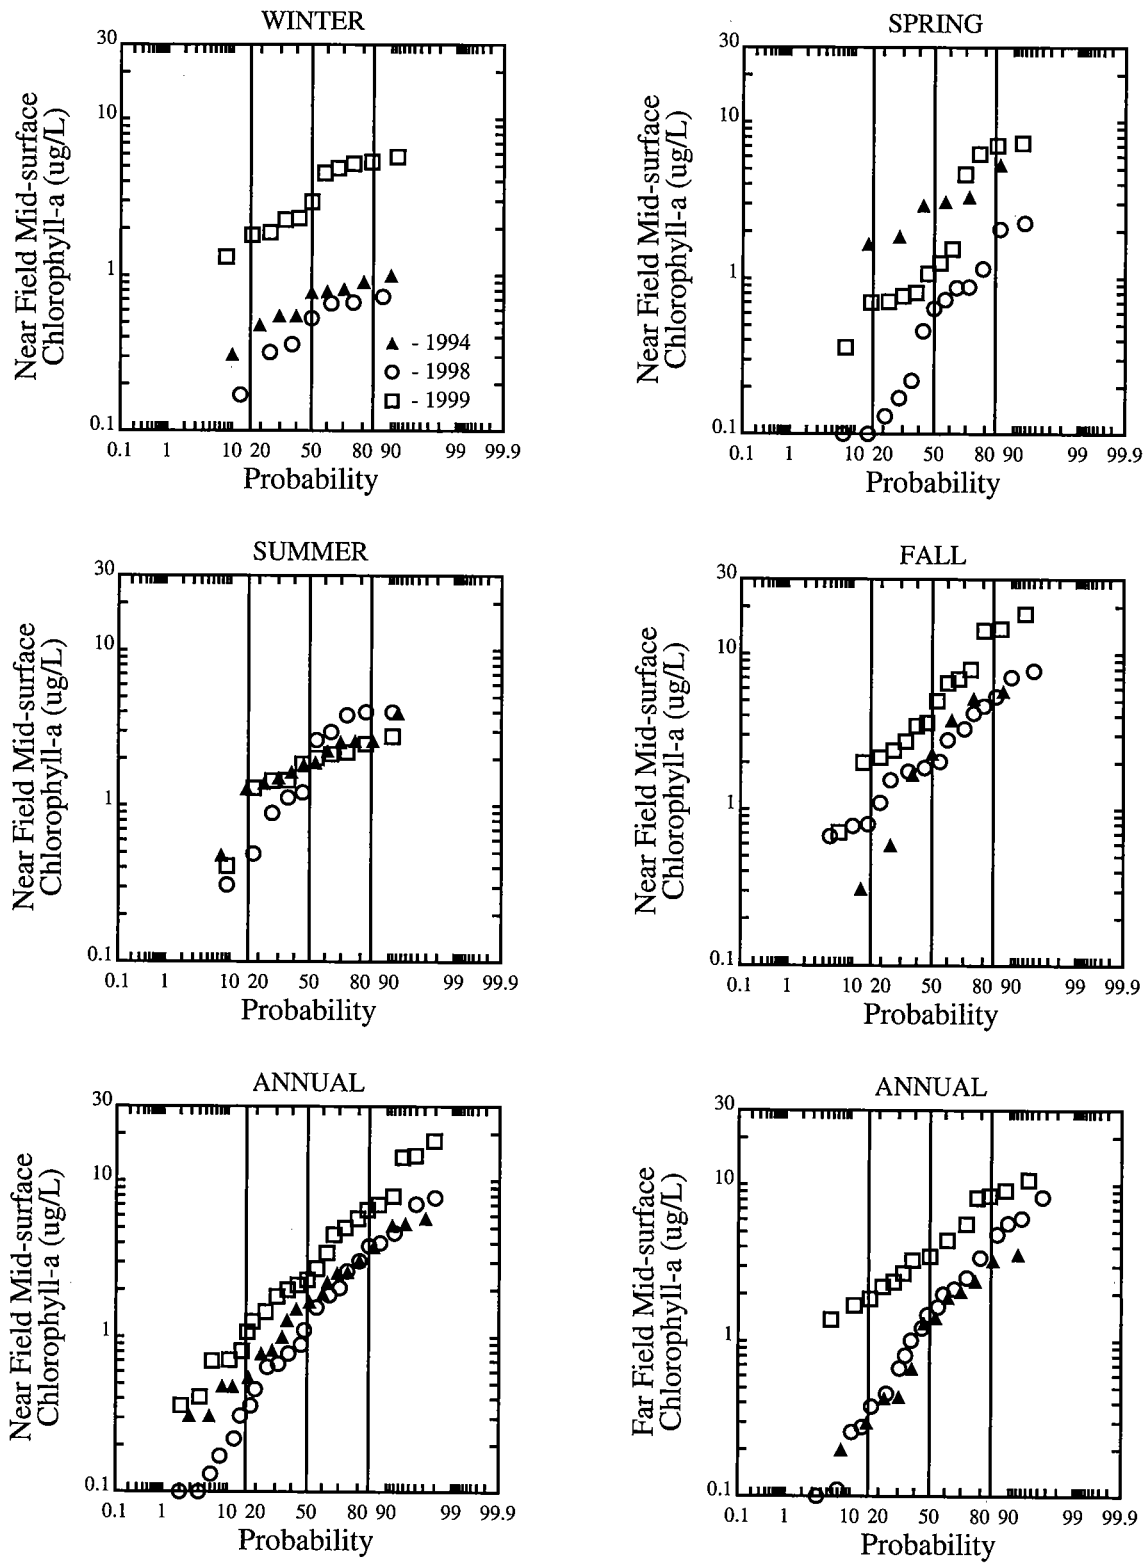 WINTER
30
10
1
0.1
Near Field Mid-surface
Chlorophyll-a (ug/L)
▲ - 1994
○ - 1998
□ - 1999
0.1 1 10 20 50 80 90 99 99.9
Probability
SPRING
30
10
1
0.1
Near Field Mid-surface
Chlorophyll-a (ug/L)
0.1 1 10 20 50 80 90 99 99.9
Probability
SUMMER
30
10
1
0.1
Near Field Mid-surface
Chlorophyll-a (ug/L)
0.1 1 10 20 50 80 90 99 99.9
Probability
FALL
30
10
1
0.1
Near Field Mid-surface
Chlorophyll-a (ug/L)
0.1 1 10 20 50 80 90 99 99.9
Probability
ANNUAL
30
10
1
0.1
Near Field Mid-surface
Chlorophyll-a (ug/L)
0.1 1 10 20 50 80 90 99 99.9
Probability
ANNUAL
30
10
1
0.1
Far Field Mid-surface
Chlorophyll-a (ug/L)
0.1 1 10 20 50 80 90 99 99.9
Probability